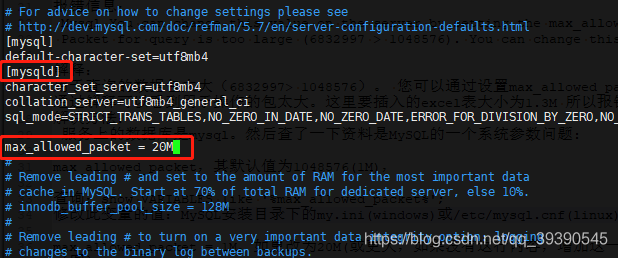 # For advice on how to change settings please see
# http://dev.mysql.com/doc/refman/5.7/en/server-configuration-defaults.html
[mysql]
default-character-set=utf8mb4
[mysqld]
character_set_server=utf8mb4
collation_server=utf8mb4_general_ci
sql_mode=STRICT_TRANS_TABLES,NO_ZERO_IN_DATE,NO_ZERO_DATE,ERROR_FOR_DIVISION_BY_ZERO,NO_
max_allowed_packet = 20M
#
# Remove leading # and set to the amount of RAM for the most important data
# cache in MySQL. Start at 70% of total RAM for dedicated server, else 10%.
# innodb_buffer_pool_size = 128M
#
# Remove leading # to turn on a very important data integrity option: logging
# changes to the binary log between backups.
https://blog.csdn.net/qq_39390545